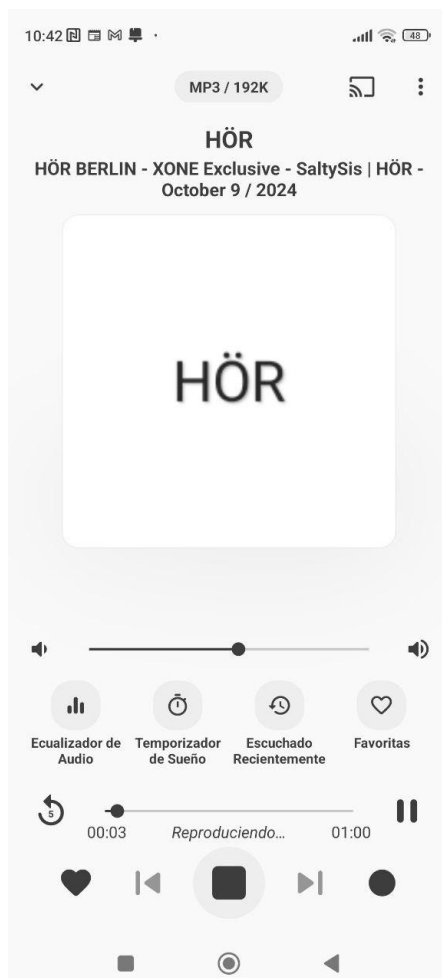 10:42
48
MP3 / 192K
HÖR
HÖR BERLIN - XONE Exclusive - SaltySis | HÖR -
October 9 / 2024
HÖR
Ecualizador de
Audio
Temporizador
de Sueño
Escuchado
Recientemente
Favoritas
5
00:03
Reproduciendo...
01:00